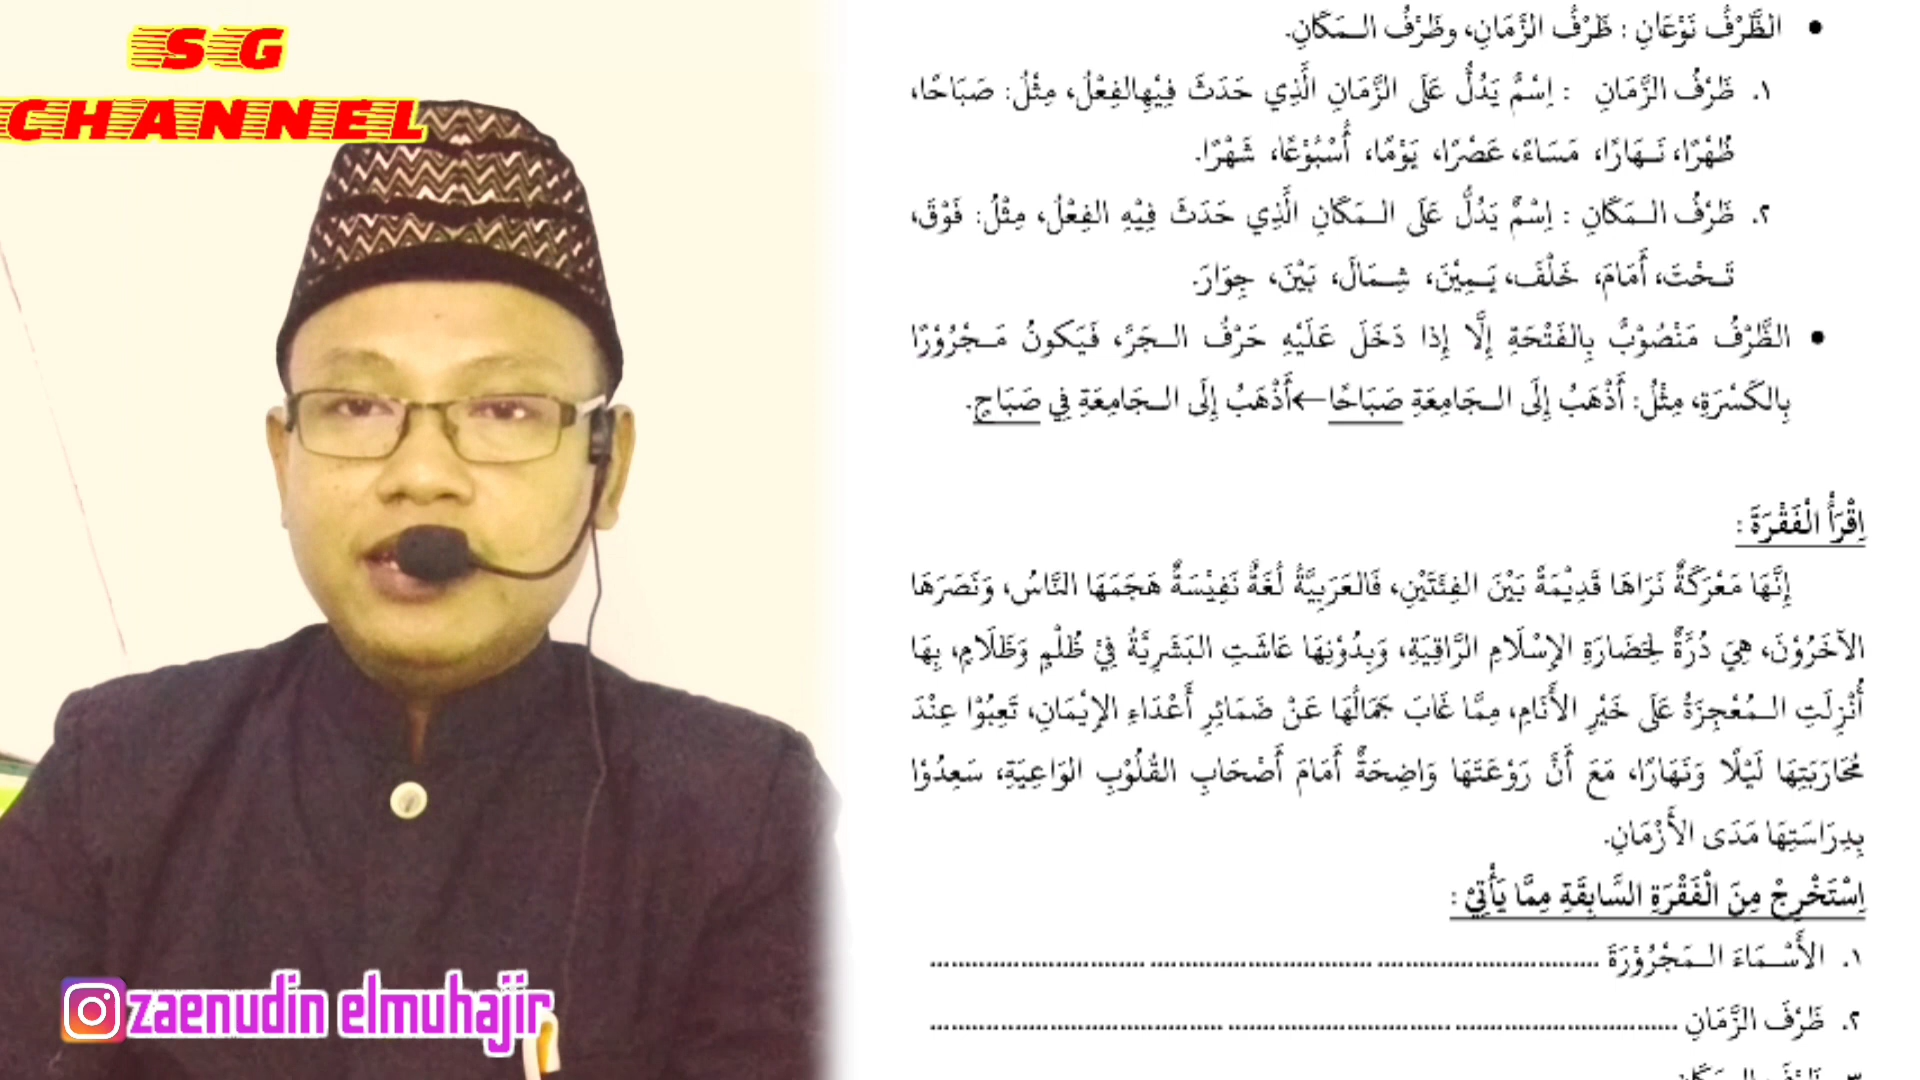 SG
CHANNEL
zaenudin elmuhajir
• الظَّرْفُ نَوْعَانِ : ظَرْفُ الزَّمَانِ، وظَرْفُ الـمَكَانِ.
١. ظَرْفُ الزَّمَانِ : اِسْمٌ يَدُلُّ عَلَى الزَّمَانِ الَّذِي حَدَثَ فِيْهِالفِعْلُ، مِثْلُ: صَبَاحًا،
ظُهْرًا، نَـهَارًا، مَسَاءً، عَصْرًا، يَوْمًا، أُسْبُوْعًا، شَهْرًا.
٢. ظَرْفُ الـمَكَانِ : اِسْمٌ يَدُلُّ عَلَى الـمَكَانِ الَّذِي حَدَثَ فِيْهِ الفِعْلُ، مِثْلُ: فَوْقَ،
تَـحْتَ، أَمَامَ، خَلْفَ، يَـمِيْنَ، شِـمَالَ، بَيْنَ، جِوَارَ.
• الظَّرْفُ مَنْصُوْبٌ بِالفَتْحَةِ إِلَّا إِذا دَخَلَ عَلَيْهِ حَرْفُ الـجَرِّ، فَيَكونُ مَـجْرُوْرًا
بِالكَسْرَةِ، مِثْلُ: أَذْهَبُ إِلَى الـجَامِعَةِ صَبَاحًا←أَذْهَبُ إِلَى الـجَامِعَةِ فِي صَبَاحٍ.
اِقْرَأْ الْفَقْرَةَ :
إِنَّهَا مَعْرَكَةٌ نَرَاهَا قَدِيْمَةً بَيْنَ الفِئَتَيْنِ، فَالعَرَبِيَّةُ لُغَةٌ نَفِيْسَةٌ هَجَمَهَا النَّاسُ، وَنَصَرَهَا
الآخَرُوْنَ، هِيَ دُرَّةٌ لِحَضَارَةِ الإِسْلَامِ الرَّاقِيَةِ، وَبِدُوْنِهَا عَاشَتِ البَشَرِيَّةُ فِيْ ظُلْمٍ وَظَلَامٍ، بِهَا
أُنْزِلَتِ الـمُعْجِزَةُ عَلَى خَيْرِ الأَنَامِ، مِمَّا غَابَ جَمَالُهَا عَنْ ضَمَائِرِ أَعْدَاءِ الإِيْمَانِ، تَعِبُوْا عِنْدَ
مُحَارَبَتِهَا لَيْلًا وَنَهَارًا، مَعَ أَنَّ رَوْعَتَهَا وَاضِحَةٌ أَمَامَ أَصْحَابِ القُلُوْبِ الوَاعِيَةِ، سَعِدُوْا
بِدِرَاسَتِهَا مَدَى الأَزْمَانِ.
اِسْتَخْرِجْ مِنَ الْفَقْرَةِ السَّابِقَةِ مِمَّا يَأْتِيْ :
١. الأَسْـمَاءَ الـمَجْرُوْرَةَ ........................................
٢. ظَرْفَ الزَّمَانِ ........................................